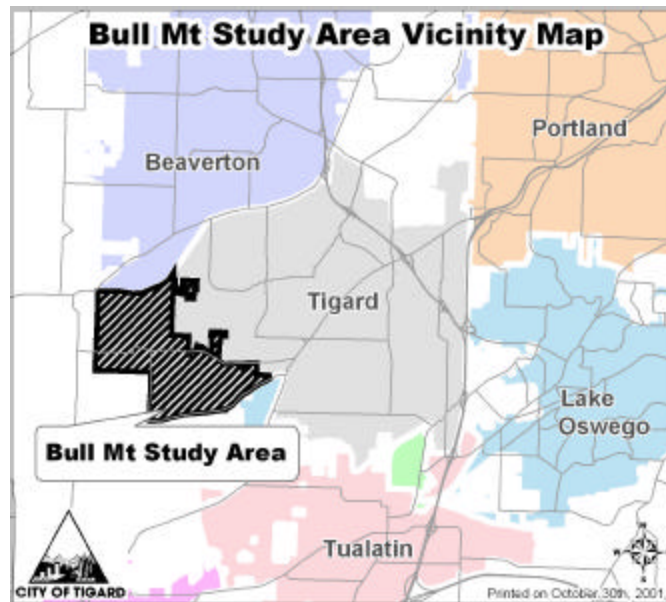 Bull Mt Study Area Vicinity Map
Portland
Beaverton
Tigard
Lake
Oswego
Bull Mt Study Area
Tualatin
CITY OF TIGARD
N
Printed on October 30th, 2001